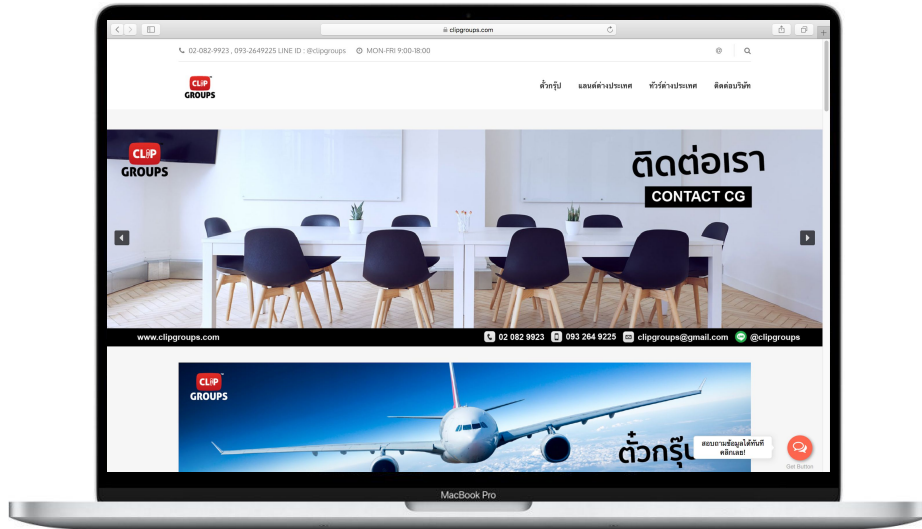 clipgroups.com
02-082-9923 , 093-2649225 LINE ID : @clipgroups MON-FRI 9:00-18:00 @
CLiP
GROUPS
ตั๋วกรุ๊ป แลนด์ต่างประเทศ ทัวร์ต่างประเทศ ติดต่อบริษัท
CLiP
GROUPS
ติดต่อเรา
CONTACT CG
www.clipgroups.com 02 082 9923 093 264 9225 clipgroups@gmail.com @clipgroups
CLiP
GROUPS
ตั๋วกรุ๊ป
สอบถามข้อมูลได้ทันที
คลิกเลย!
Get Button
MacBook Pro